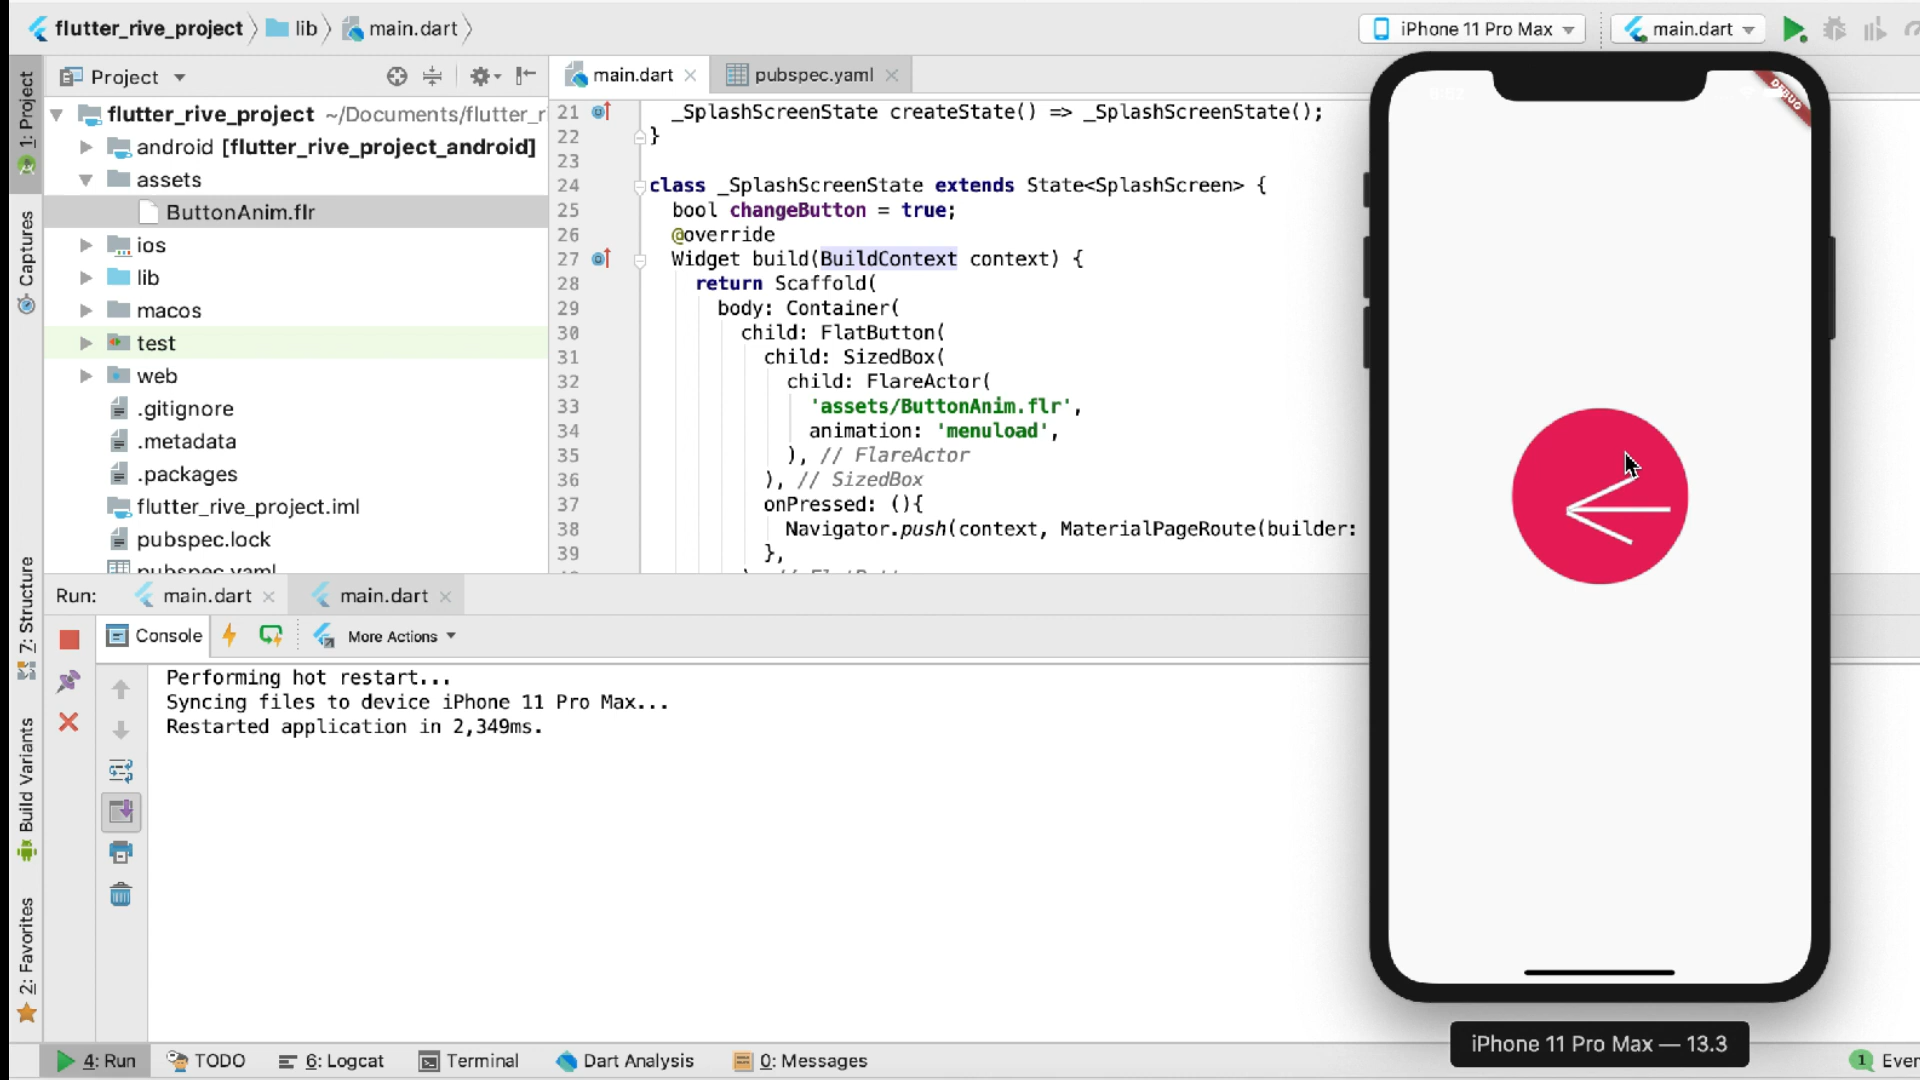 flutter_rive_project lib main.dart
iPhone 11 Pro Max main.dart
1: Project
Captures
7: Structure
Build Variants
2: Favorites
Project
flutter_rive_project ~/Documents/flutter_r
android [flutter_rive_project_android]
assets
ButtonAnim.flr
ios
lib
macos
test
web
.gitignore
.metadata
.packages
flutter_rive_project.iml
pubspec.lock
pubspec.yaml
main.dart pubspec.yaml
21 _SplashScreenState createState() => _SplashScreenState();
22 }
23
24 class _SplashScreenState extends State<SplashScreen> {
25 bool changeButton = true;
26 @override
27 Widget build(BuildContext context) {
28 return Scaffold(
29 body: Container(
30 child: FlatButton(
31 child: SizedBox(
32 child: FlareActor(
33 'assets/ButtonAnim.flr',
34 animation: 'menuload',
35 ), // FlareActor
36 ), // SizedBox
37 onPressed: (){
38 Navigator.push(context, MaterialPageRoute(builder:
39 },
DEBUG
Run: main.dart main.dart
Console More Actions
Performing hot restart...
Syncing files to device iPhone 11 Pro Max...
Restarted application in 2,349ms.
iPhone 11 Pro Max — 13.3
4: Run TODO 6: Logcat Terminal Dart Analysis 0: Messages 1 Even